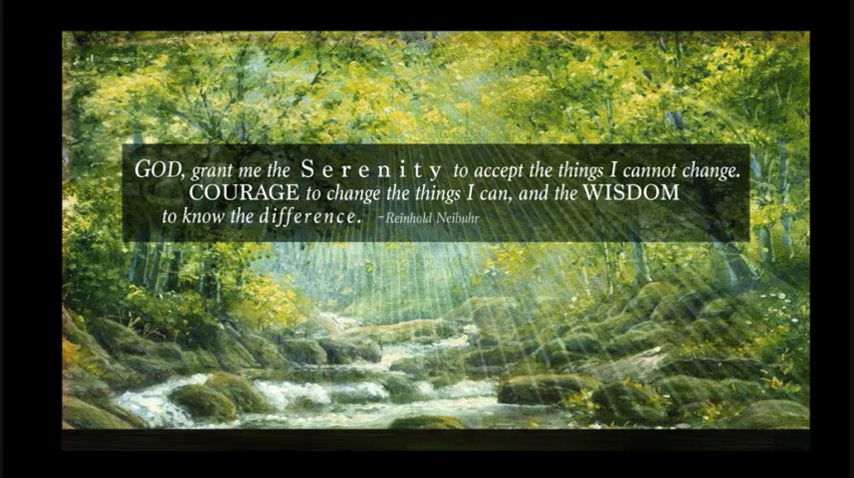 GOD, grant me the Serenity to accept the things I cannot change.
COURAGE to change the things I can, and the WISDOM
to know the difference. -Reinhold Neibuhr